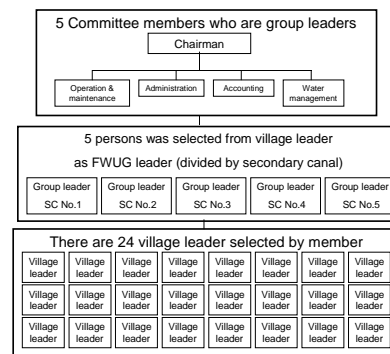 5 Committee members who are group leaders
Chairman
Operation & maintenance
Administration
Accounting
Water management
5 persons was selected from village leader
as FWUG leader (divided by secondary canal)
Group leader SC No.1
Group leader SC No.2
Group leader SC No.3
Group leader SC No.4
Group leader SC No.5
There are 24 village leader selected by member
Village leader Village leader Village leader Village leader Village leader Village leader Village leader Village leader
Village leader Village leader Village leader Village leader Village leader Village leader Village leader Village leader
Village leader Village leader Village leader Village leader Village leader Village leader Village leader Village leader